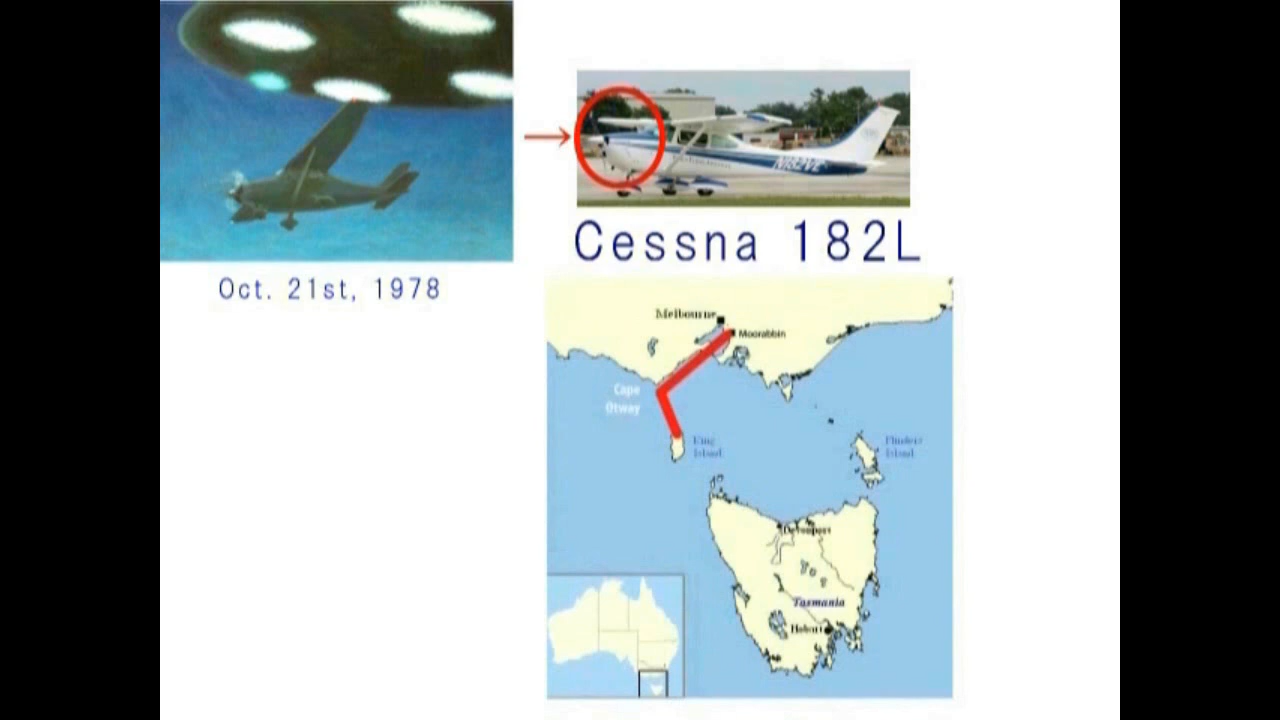 Oct. 21st, 1978
Cessna 182L
Melbourne
Moorabbin
Cape
Otway
King
Island
Flinders
Island
Devonport
Tasmania
Hobart